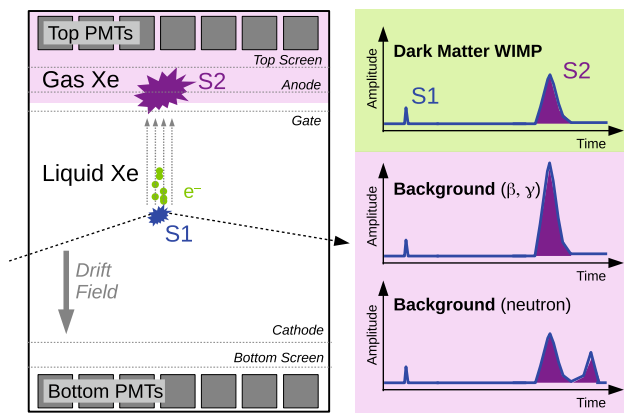 Top PMTs
Top Screen
Gas Xe
S2
Anode
Gate
Liquid Xe
e⁻
S1
Drift
Field
Cathode
Bottom Screen
Bottom PMTs
Amplitude
Dark Matter WIMP
S1
S2
Time
Amplitude
Background (β, γ)
Time
Amplitude
Background (neutron)
Time